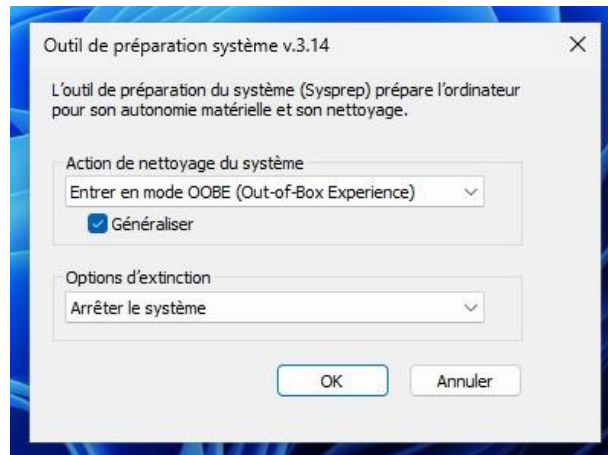 Outil de préparation système v.3.14
L’outil de préparation du système (Sysprep) prépare l’ordinateur
pour son autonomie matérielle et son nettoyage.
Action de nettoyage du système
Entrer en mode OOBE (Out-of-Box Experience)
Généraliser
Options d’extinction
Arrêter le système
OK
Annuler